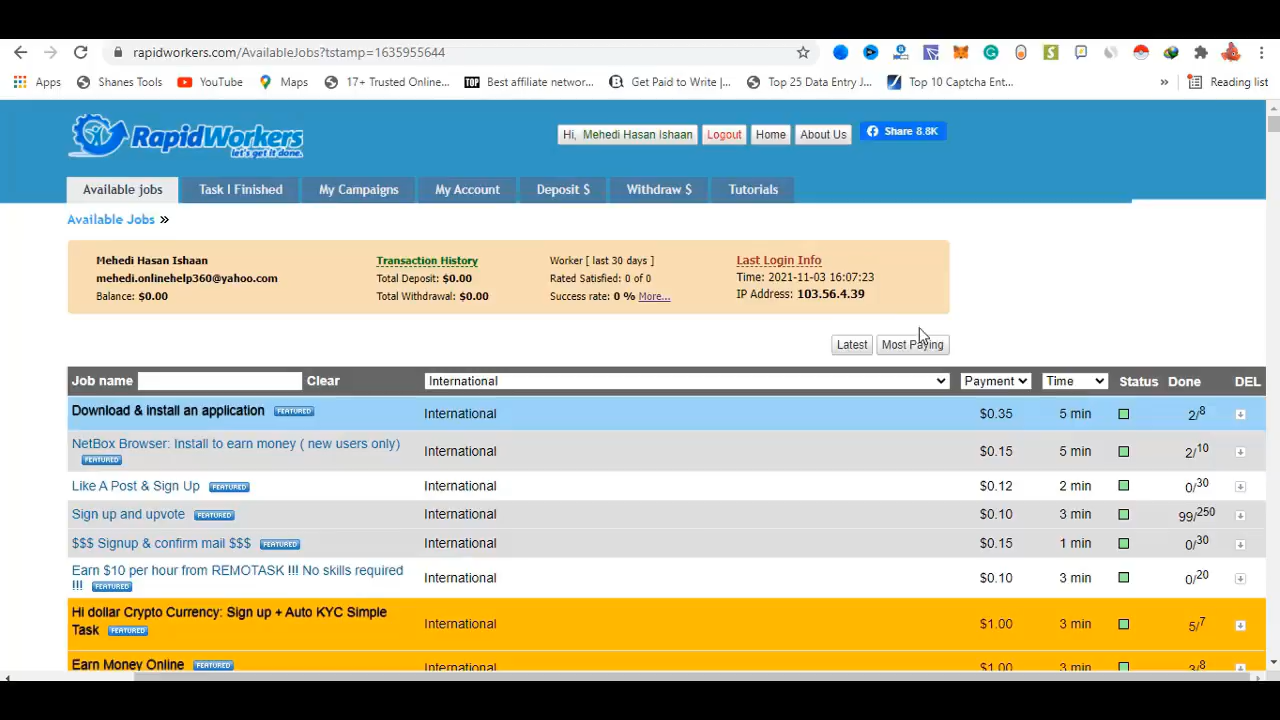 rapidworkers.com/AvailableJobs?tstamp=1635955644
Apps Shanes Tools YouTube Maps 17+ Trusted Online... TOP Best affiliate networ... Get Paid to Write |... Top 25 Data Entry J... Top 10 Captcha Ent... » Reading list
RapidWorkers
let's get it done.
Hi, Mehedi Hasan Ishaan Logout Home About Us Share 8.8K
Available jobs Task I Finished My Campaigns My Account Deposit $ Withdraw $ Tutorials
Available Jobs »
Mehedi Hasan Ishaan Transaction History Worker [ last 30 days ] Last Login Info
mehedi.onlinehelp360@yahoo.com Total Deposit: $0.00 Rated Satisfied: 0 of 0 Time: 2021-11-03 16:07:23
Balance: $0.00 Total Withdrawal: $0.00 Success rate: 0 % More... IP Address: 103.56.4.39
Latest Most Paying
Job name Clear International Payment Time Status Done DEL
Download & install an application FEATURED International $0.35 5 min 2/8
NetBox Browser: Install to earn money ( new users only) International $0.15 5 min 2/10
FEATURED
Like A Post & Sign Up FEATURED International $0.12 2 min 0/30
Sign up and upvote FEATURED International $0.10 3 min 99/250
$$$ Signup & confirm mail $$$ FEATURED International $0.15 1 min 0/30
Earn $10 per hour from REMOTASK !!! No skills required International $0.10 3 min 0/20
!!! FEATURED
Hi dollar Crypto Currency: Sign up + Auto KYC Simple International $1.00 3 min 5/7
Task FEATURED
Earn Money Online FEATURED International $1.00 3 min 3/8